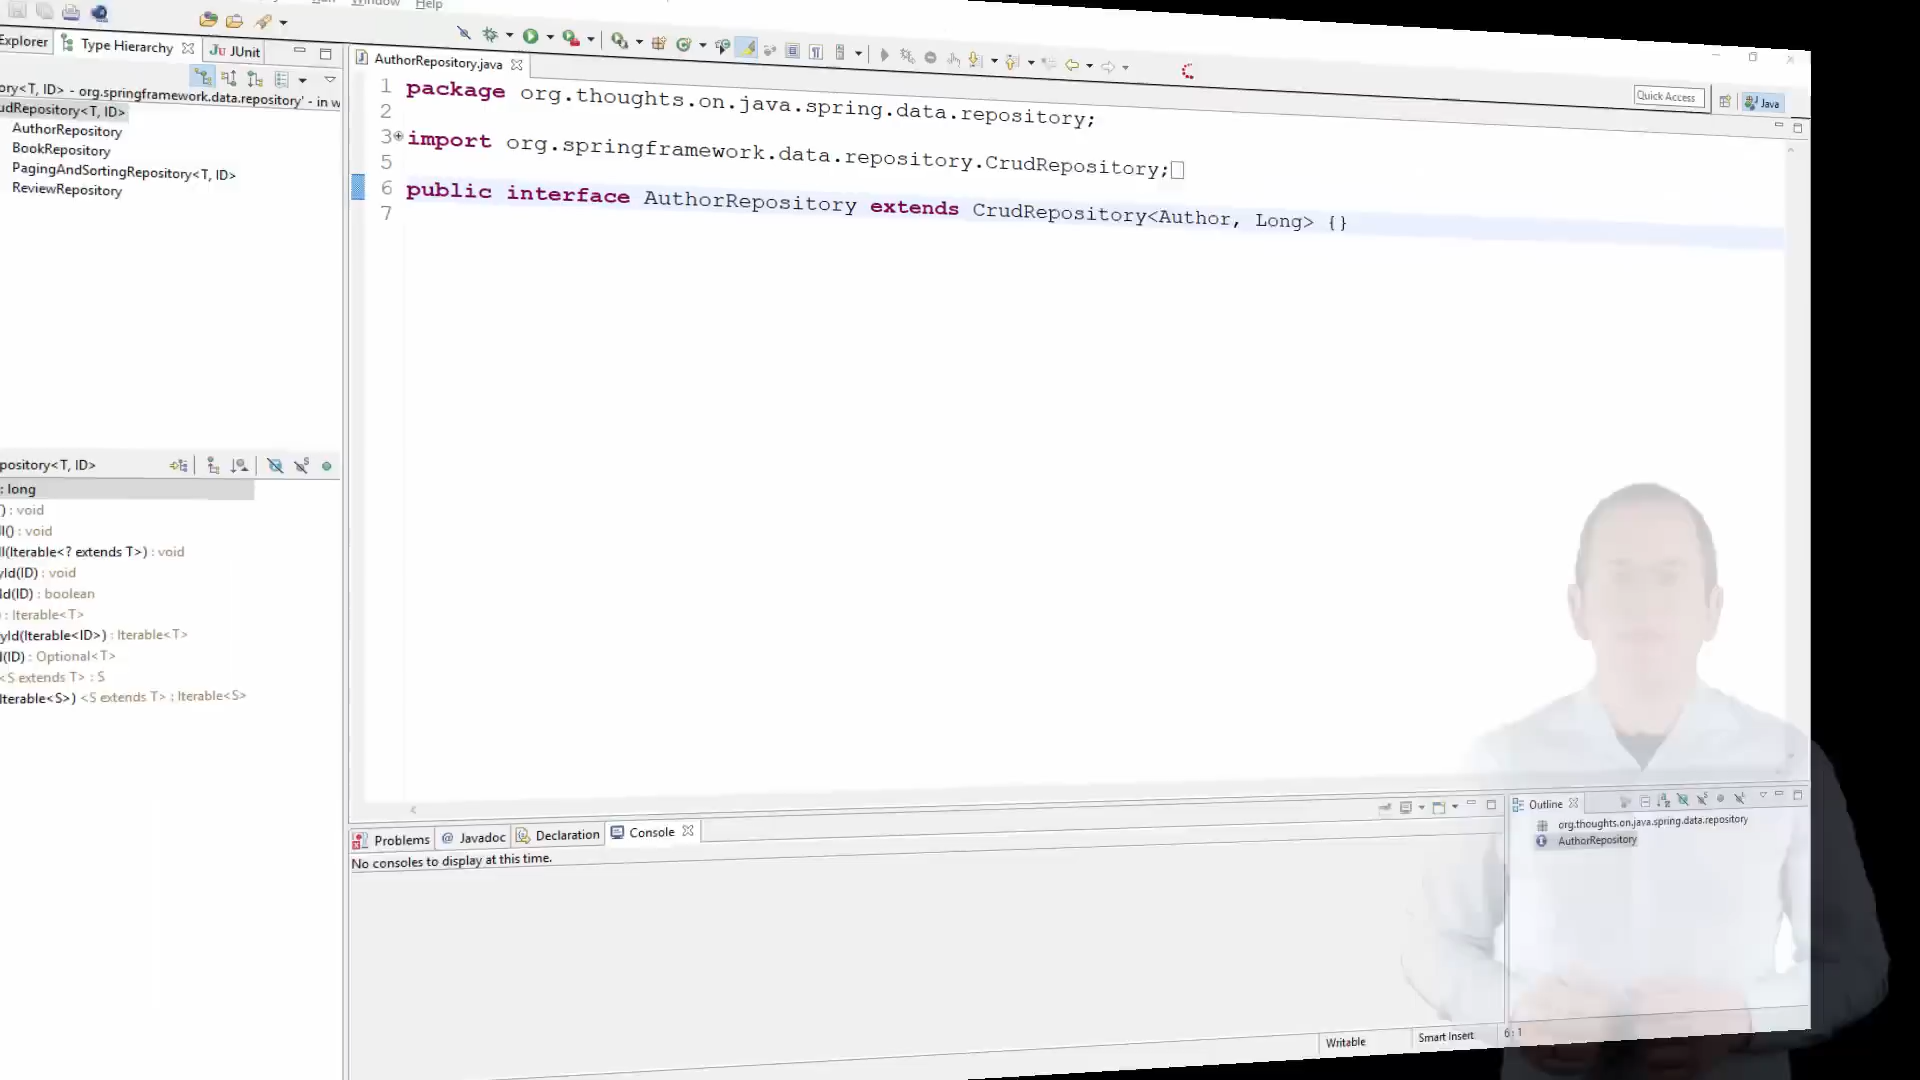 Window Help
Explorer Type Hierarchy JUnit
ory<T, ID> - org.springframework.data.repository' - in w
udRepository<T, ID>
AuthorRepository
BookRepository
PagingAndSortingRepository<T, ID>
ReviewRepository
pository<T, ID>
: long
) : void
ll() : void
ll(Iterable<? extends T>) : void
yId(ID) : void
Id(ID) : boolean
) : Iterable<T>
yId(Iterable<ID>) : Iterable<T>
I(ID) : Optional<T>
<S extends T> : S
Iterable<S>) <S extends T> : Iterable<S>
AuthorRepository.java
Quick Access Java
1 package org.thoughts.on.java.spring.data.repository;
2
3 import org.springframework.data.repository.CrudRepository;
5
6 public interface AuthorRepository extends CrudRepository<Author, Long> {}
7
Problems @ Javadoc Declaration Console
No consoles to display at this time.
Outline
org.thoughts.on.java.spring.data.repository
AuthorRepository
Writable Smart Insert 6 : 1